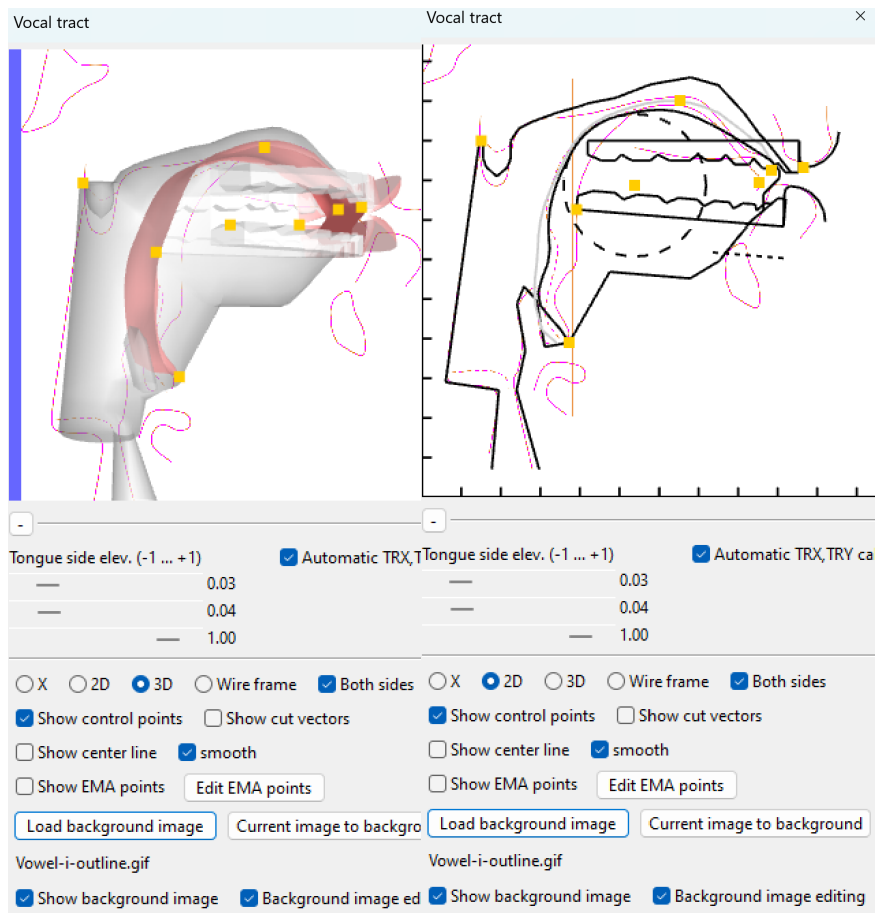 Vocal tract
-
Tongue side elev. (-1 ... +1)
Automatic TRX,T
0.03
0.04
1.00
X 2D 3D Wire frame Both sides
Show control points Show cut vectors
Show center line smooth
Show EMA points Edit EMA points
Load background image Current image to backgro
Vowel-i-outline.gif
Show background image Background image ed
Vocal tract
-
Tongue side elev. (-1 ... +1)
Automatic TRX,TRY ca
0.03
0.04
1.00
X 2D 3D Wire frame Both sides
Show control points Show cut vectors
Show center line smooth
Show EMA points Edit EMA points
Load background image Current image to background
Vowel-i-outline.gif
Show background image Background image editing